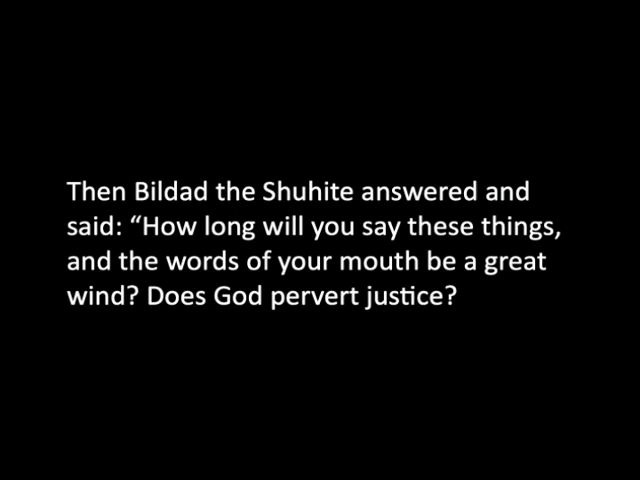 Then Bildad the Shuhite answered and
said: “How long will you say these things,
and the words of your mouth be a great
wind? Does God pervert justice?